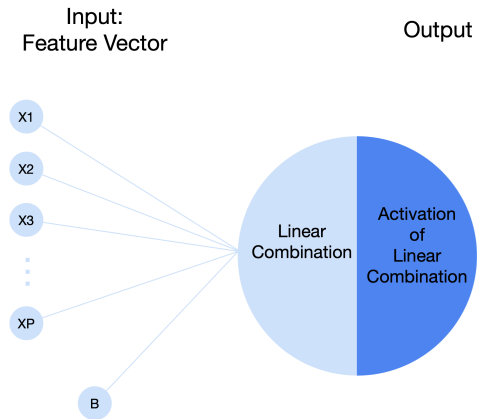 Input:
Feature Vector
Output
X1
X2
X3
XP
B
Linear
Combination
Activation
of
Linear
Combination